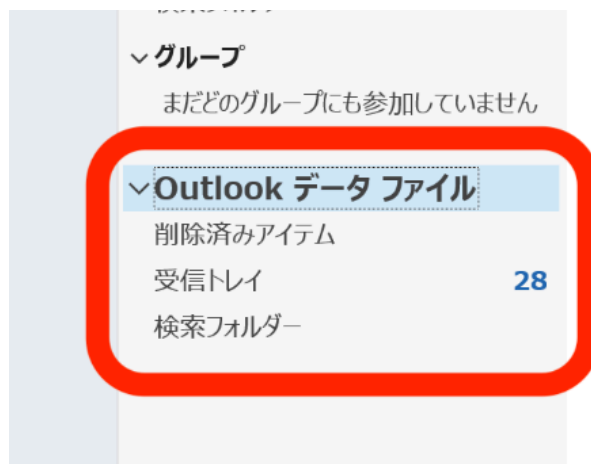 グループ
まだどのグループにも参加していません
Outlook データ ファイル
削除済みアイテム
受信トレイ 28
検索フォルダー